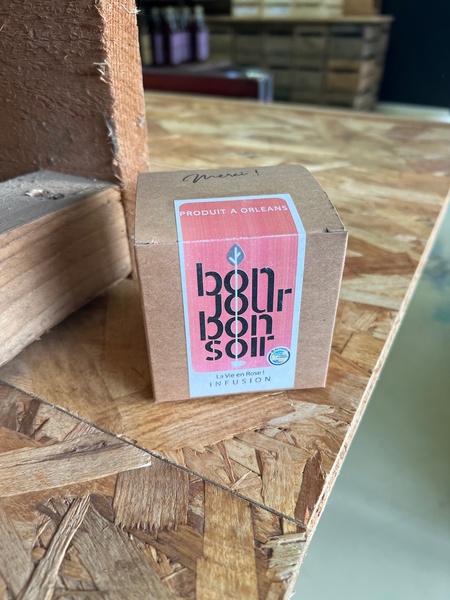 Merci !
PRODUIT A ORLEANS
bon
jour
bon
soir
La Vie en Rose !
INFUSION